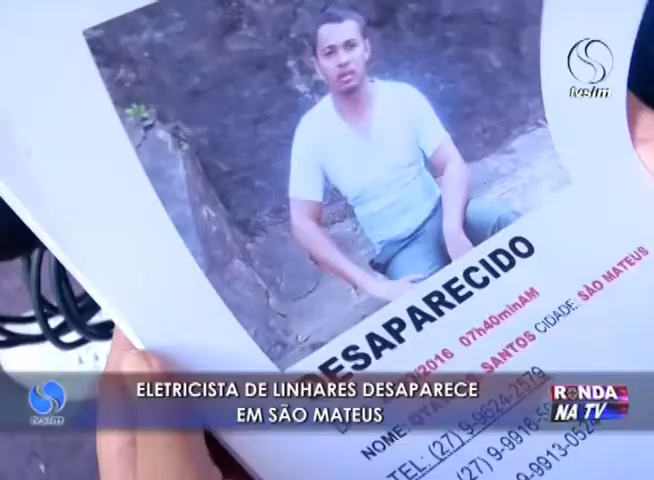 tvsim
DESAPARECIDO
2016 07h40minAM
CIDADE: SÃO MATEUS
NOME: SANTOS
TEL: (27) 9-9624-2579
(27) 9-9916-5
9-9913-052
ELETRICISTA DE LINHARES DESAPARECE
EM SÃO MATEUS
tvsim
RONDA
NA TV